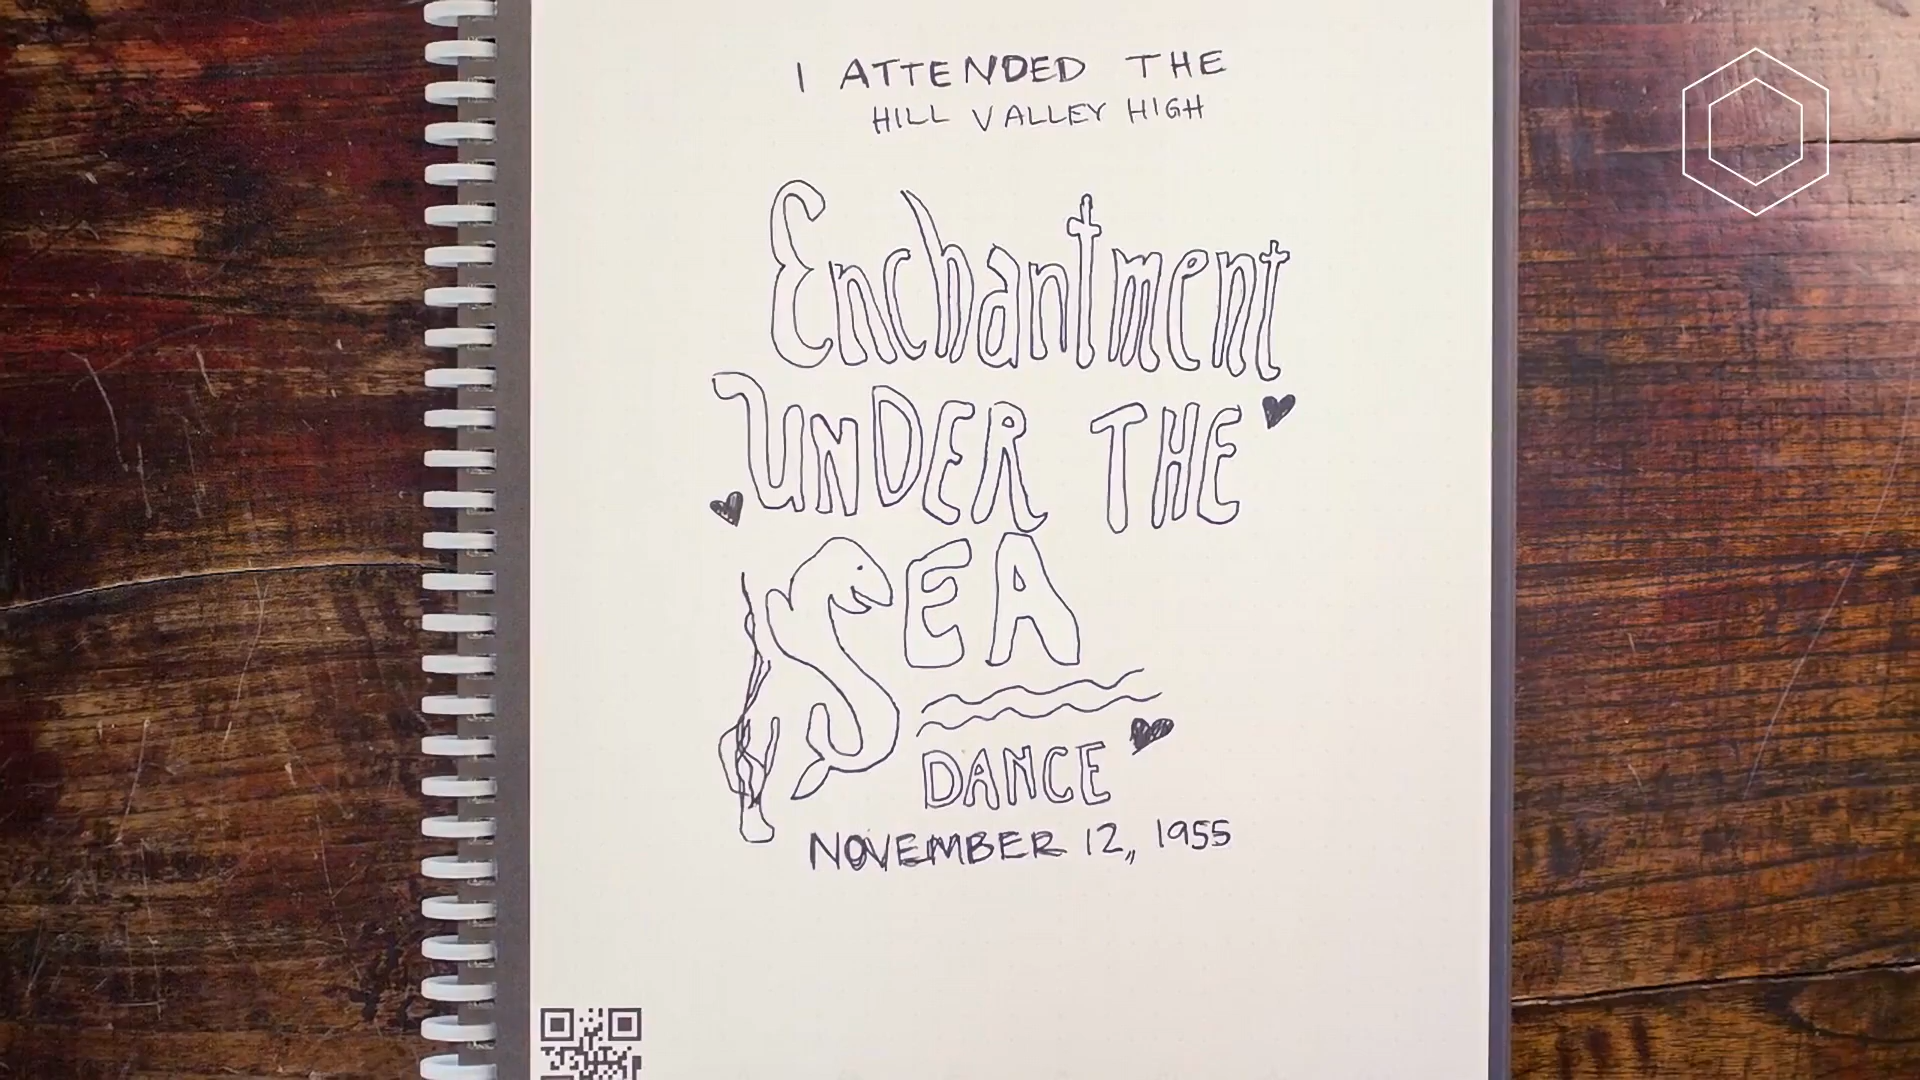 I ATTENDED THE
HILL VALLEY HIGH
Enchantment
UNDER THE
SEA
DANCE
NOVEMBER 12, 1955